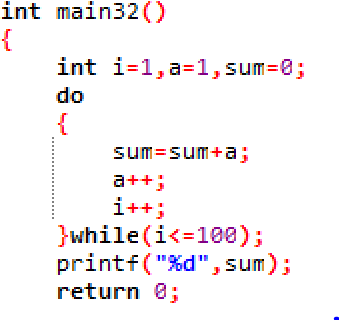 int main32()
{
    int i=1,a=1,sum=0;
    do
    {
        sum=sum+a;
        a++;
        i++;
    }while(i<=100);
    printf("%d",sum);
    return 0;